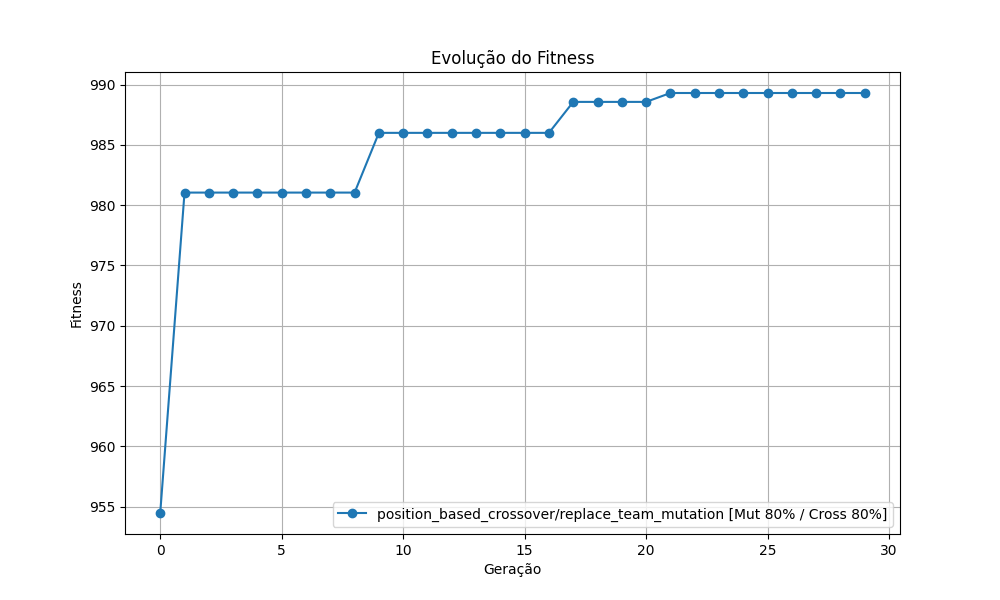 Evolução do Fitness
990
985
980
975
970
965
960
955
Fitness
position_based_crossover/replace_team_mutation [Mut 80% / Cross 80%]
0 5 10 15 20 25 30
Geração